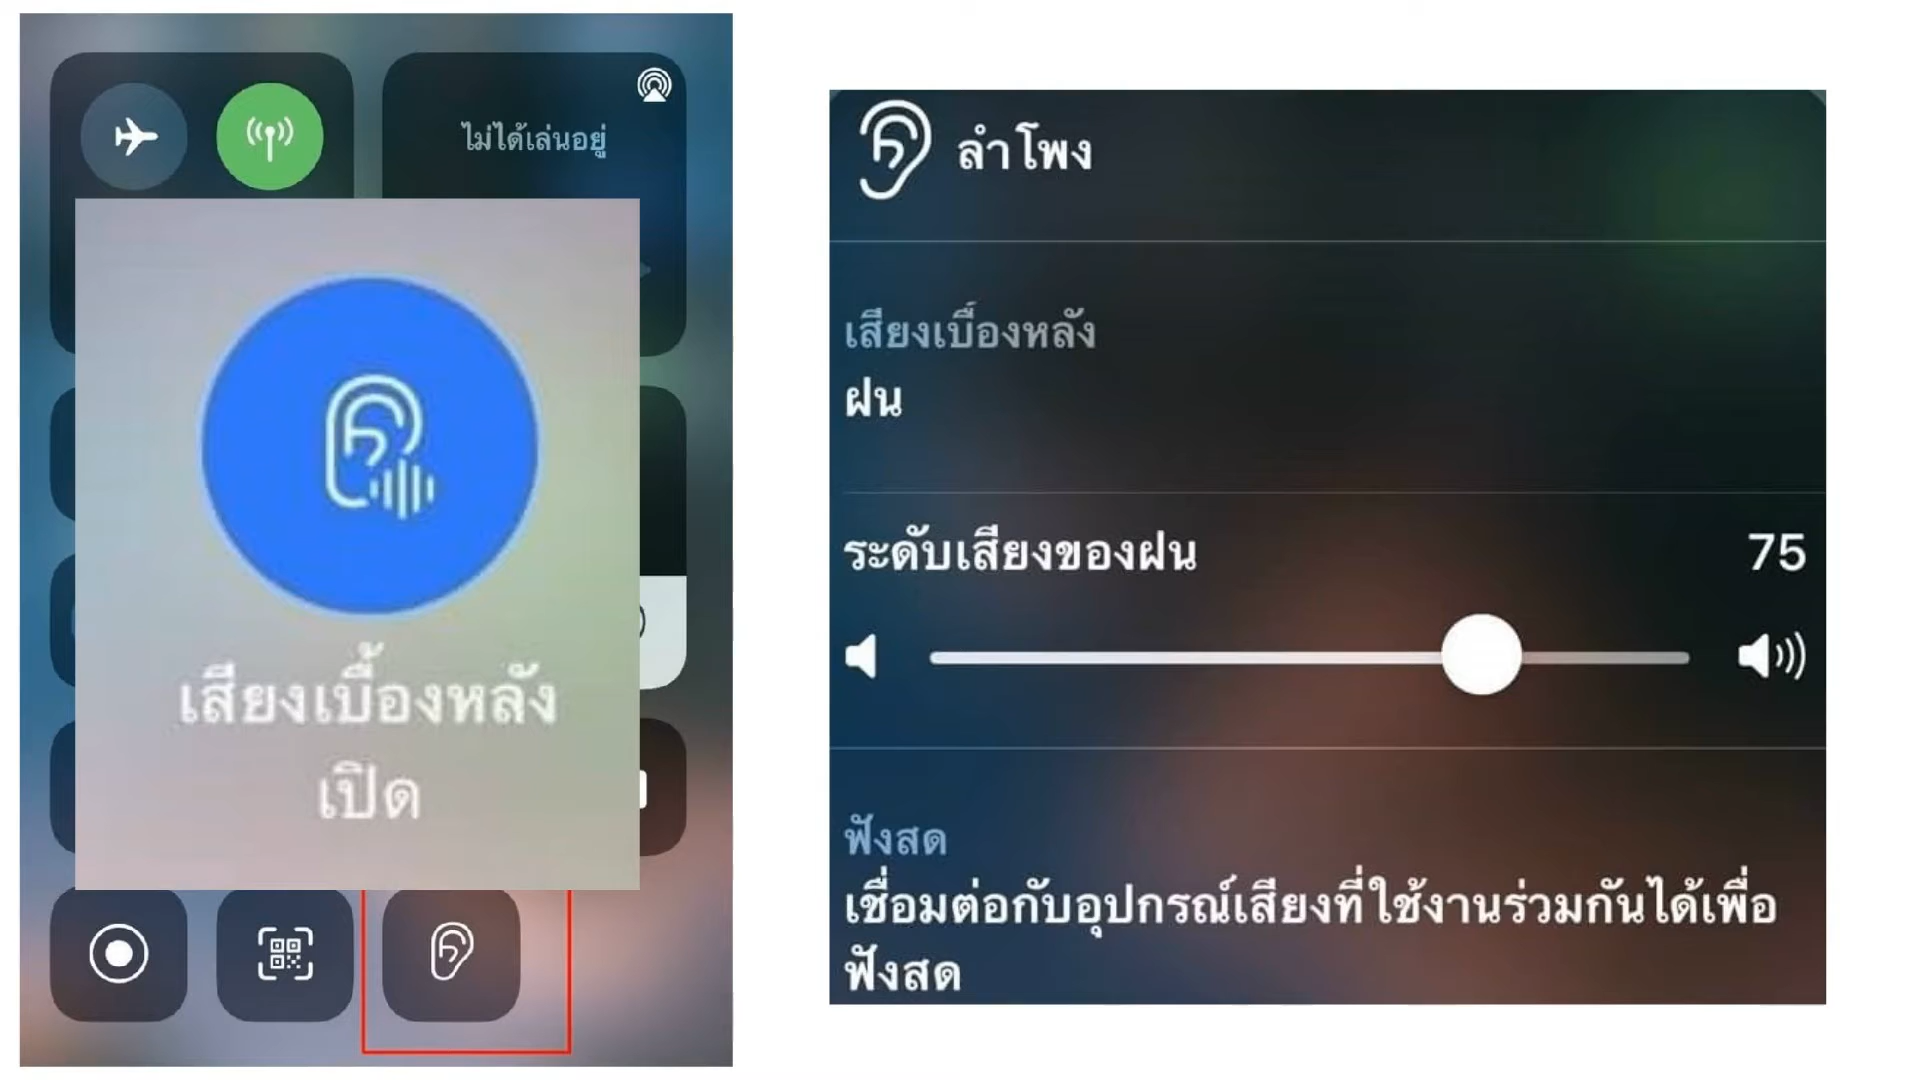 ไม่ได้เล่นอยู่
เสียงเบื้องหลัง
เปิด
ลำโพง
เสียงเบื้องหลัง
ฝน
ระดับเสียงของฝน 75
ฟังสด
เชื่อมต่อกับอุปกรณ์เสียงที่ใช้งานร่วมกันได้เพื่อ
ฟังสด